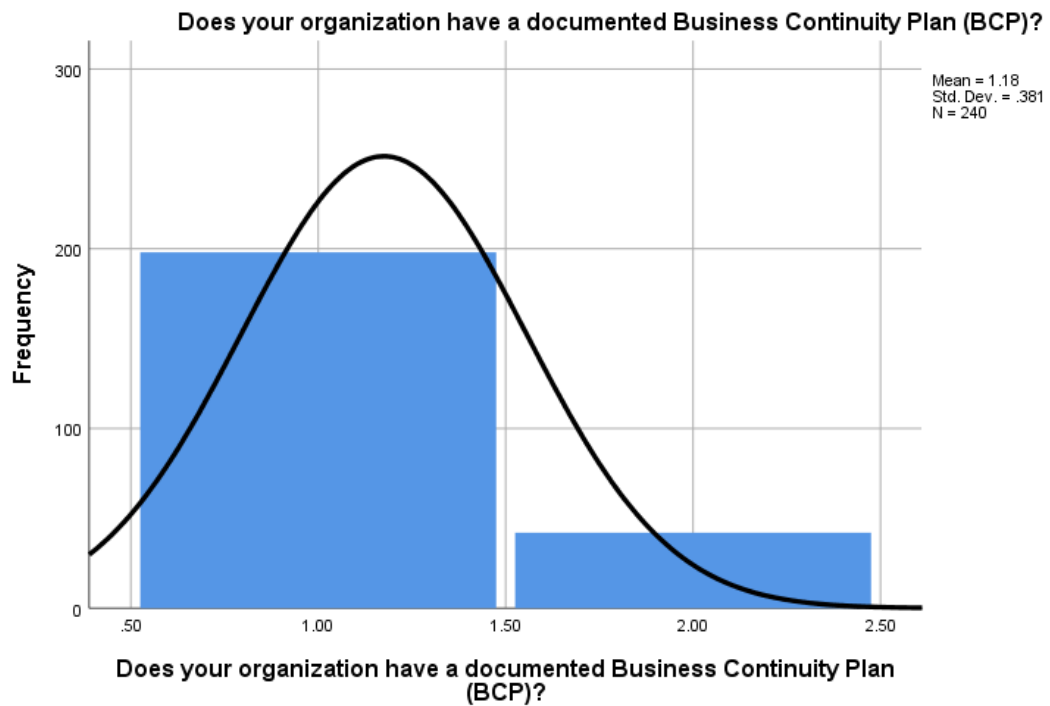 Does your organization have a documented Business Continuity Plan (BCP)?
Mean = 1.18
Std. Dev. = .381
N = 240
Frequency
300
200
100
0
.50
1.00
1.50
2.00
2.50
Does your organization have a documented Business Continuity Plan
(BCP)?